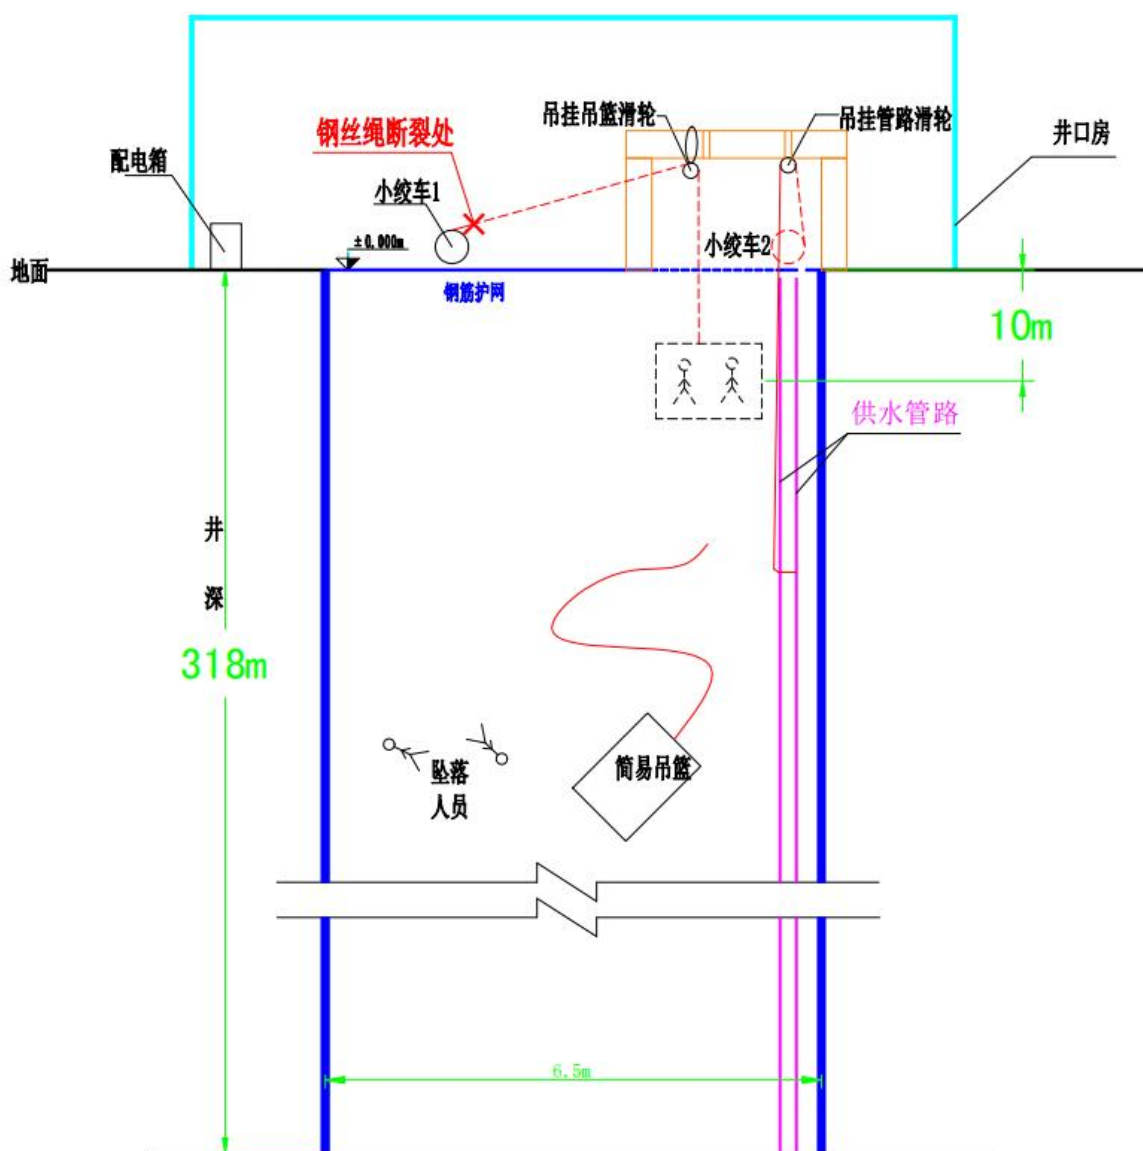 吊挂吊篮滑轮
吊挂管路滑轮
钢丝绳断裂处
井口房
配电箱
小绞车1
小绞车2
±0.000m
地面
钢筋护网
10m
供水管路
井
深
318m
简易吊篮
坠落
人员
6.5m